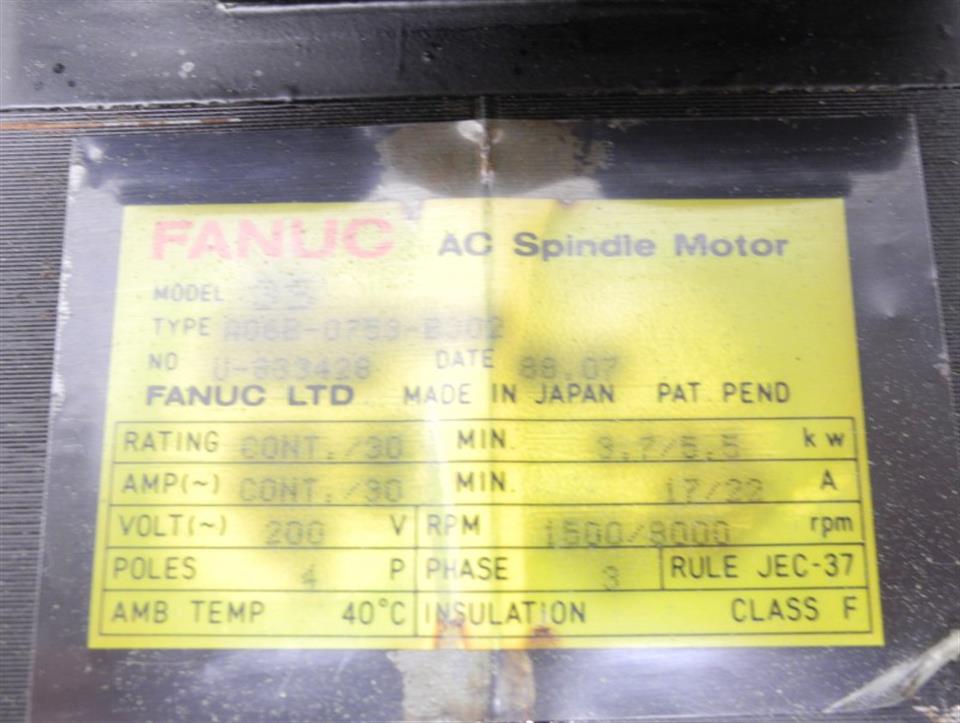 FANUC AC Spindle Motor
MODEL 3S
TYPE A06B-0753-B302
NO U-833428 DATE 88.07
FANUC LTD MADE IN JAPAN PAT PEND
RATING CONT./30 MIN. 3.7/5.5 kw
AMP(~) CONT./30 MIN. 17/22 A
VOLT(~) 200 V RPM 1500/8000 rpm
POLES 4 P PHASE 3 RULE JEC-37
AMB TEMP 40°C INSULATION CLASS F